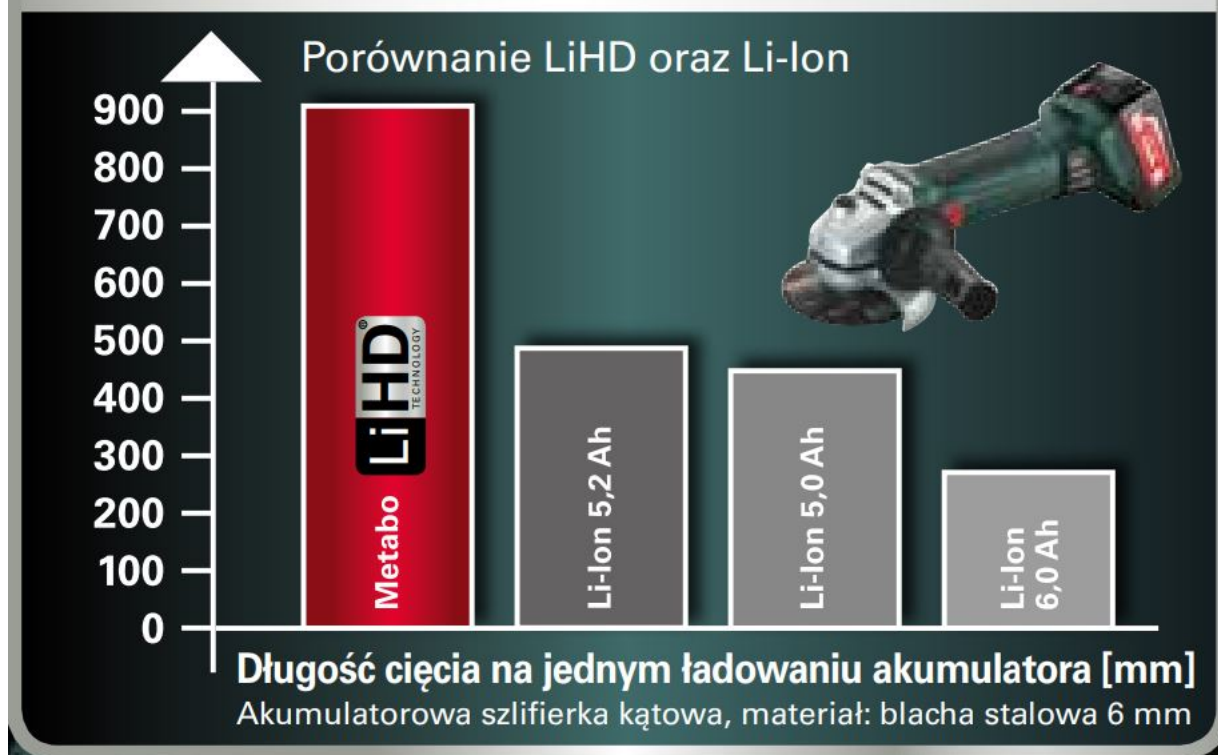 Porównanie LiHD oraz Li-Ion
900
800
700
600
500
400
300
200
100
0
Metabo
LiHD®
TECHNOLOGY
Li-Ion 5,2 Ah
Li-Ion 5,0 Ah
Li-Ion
6,0 Ah
Długość cięcia na jednym ładowaniu akumulatora [mm]
Akumulatorowa szlifierka kątowa, materiał: blacha stalowa 6 mm